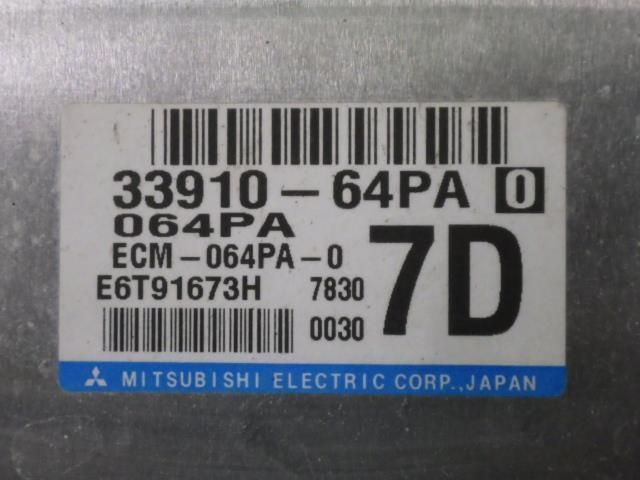 33910-64PA 0
064PA
ECM-064PA-0
7D
E6T91673H 7830
0030
MITSUBISHI ELECTRIC CORP.,JAPAN